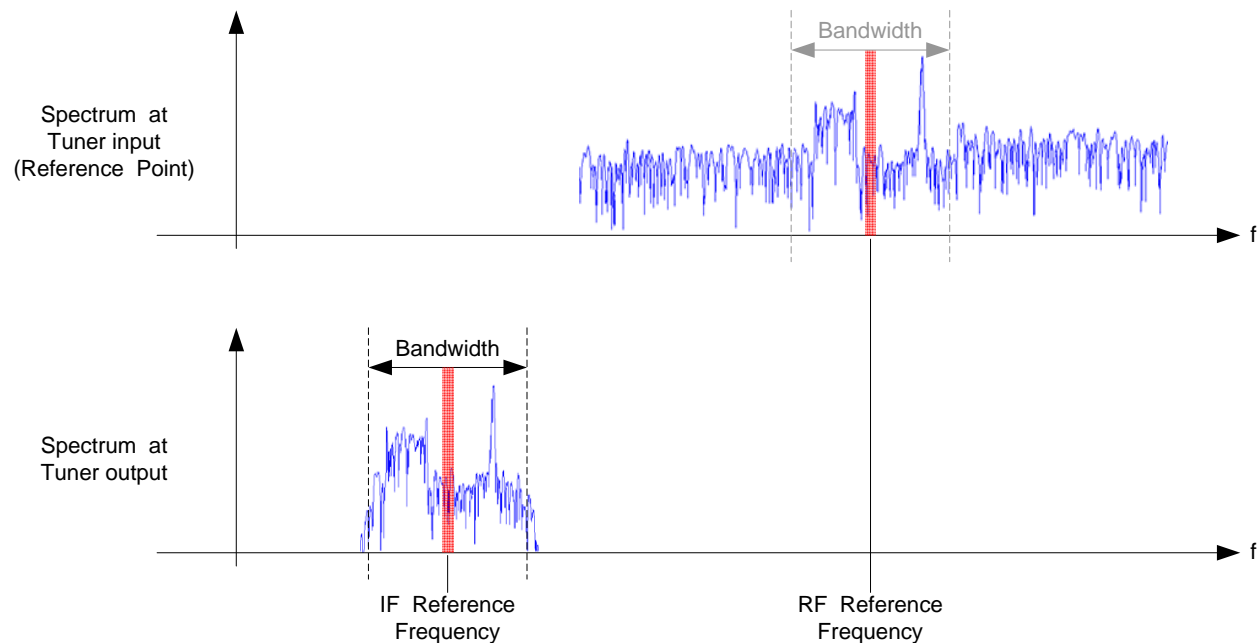 Bandwidth
Spectrum at
Tuner input
(Reference Point)
f
Bandwidth
Spectrum at
Tuner output
f
IF Reference
Frequency
RF Reference
Frequency